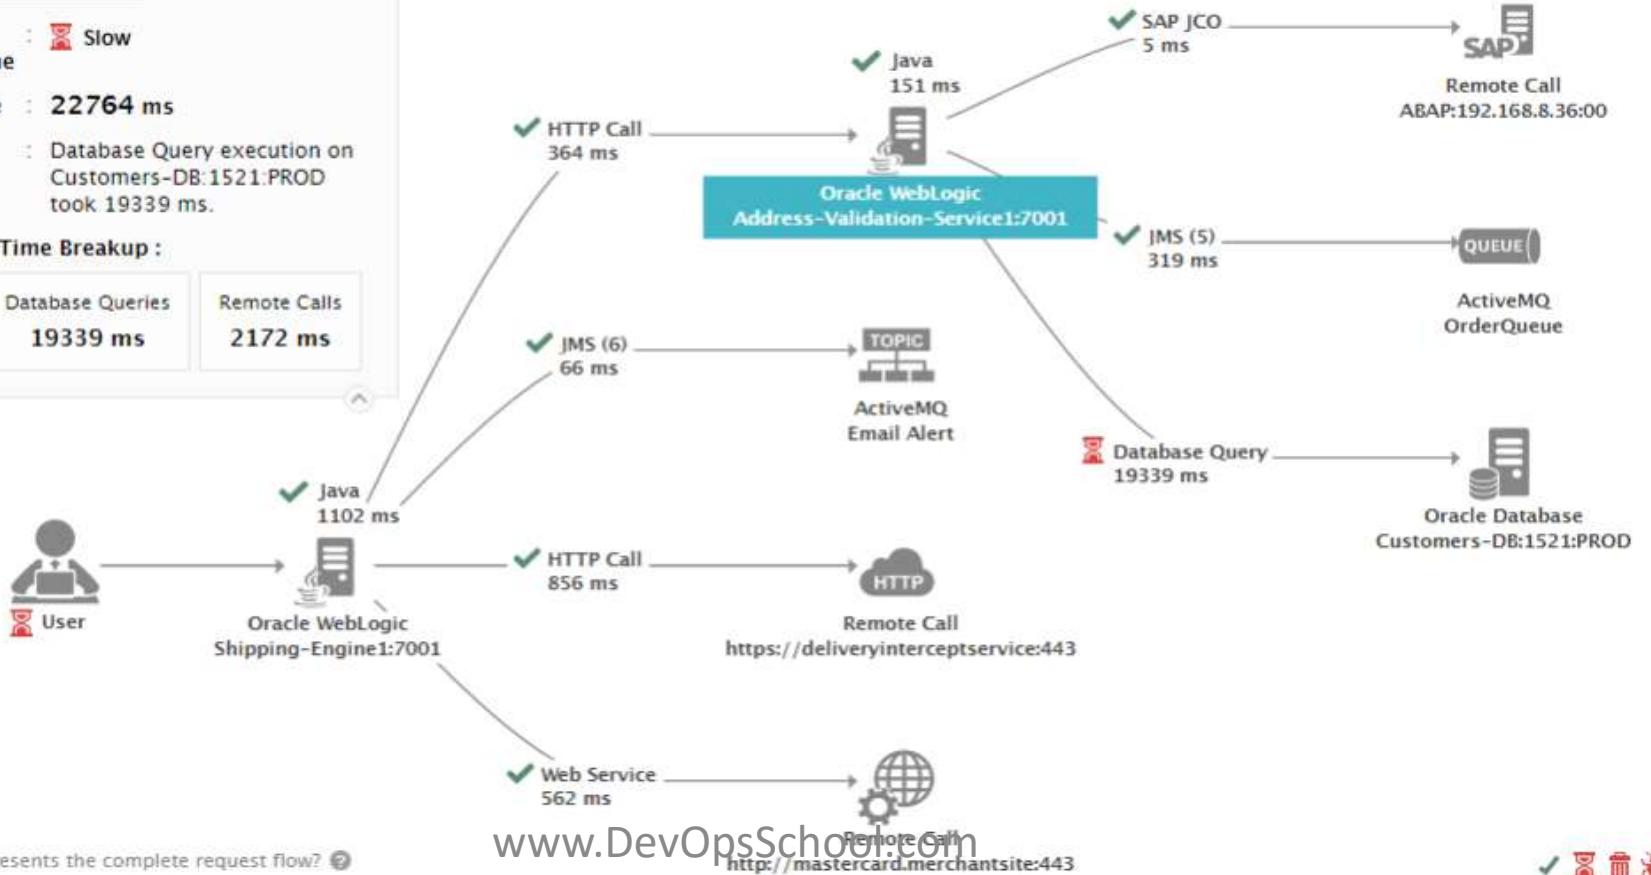 : Slow
e
: 22764 ms
: Database Query execution on
Customers-DB:1521:PROD
took 19339 ms.
Time Breakup :
Database Queries
19339 ms
Remote Calls
2172 ms
User
Java
1102 ms
Oracle WebLogic
Shipping-Engine1:7001
HTTP Call
364 ms
JMS (6)
66 ms
HTTP Call
856 ms
Web Service
562 ms
Java
151 ms
Oracle WebLogic
Address-Validation-Service1:7001
TOPIC
ActiveMQ
Email Alert
HTTP
Remote Call
https://deliveryinterceptservice:443
Remote Call
http://mastercard.merchantsite:443
SAP JCO
5 ms
JMS (5)
319 ms
Database Query
19339 ms
SAP
Remote Call
ABAP:192.168.8.36:00
QUEUE
ActiveMQ
OrderQueue
Oracle Database
Customers-DB:1521:PROD
www.DevOpsSchool.com
esents the complete request flow? ?